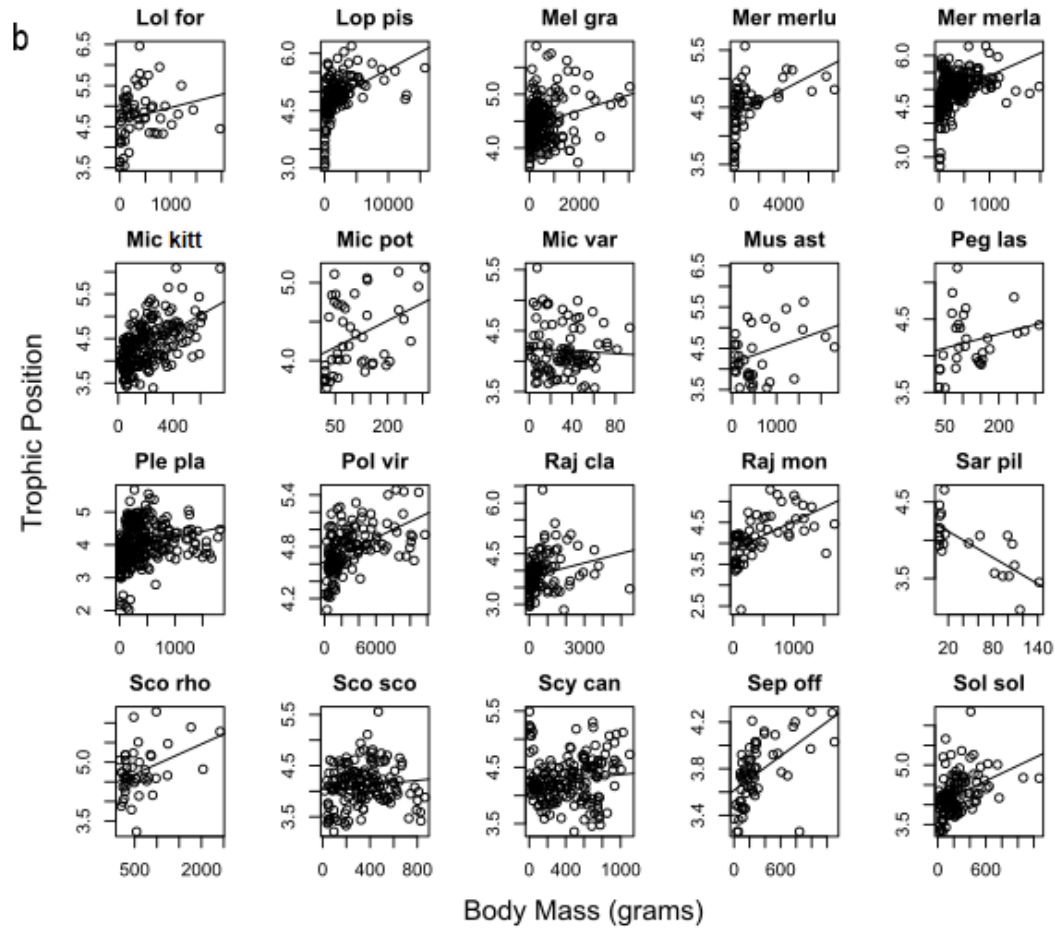 b
Trophic Position
Lol for
3.5 4.5 5.5 6.5
0 1000
Lop pis
3.0 4.5 6.0
0 10000
Mel gra
4.0 5.0
0 2000
Mer merlu
3.5 4.5 5.5
0 4000
Mer merla
3.0 4.5 6.0
0 1000
Mic kitt
3.5 4.5 5.5
0 400
Mic pot
4.0 5.0
50 200
Mic var
3.5 4.5 5.5
0 40 80
Mus ast
3.5 4.5 5.5 6.5
0 1000
Peg las
3.5 4.5
50 200
Ple pla
2 3 4 5
0 1000
Pol vir
4.2 4.8 5.4
0 6000
Raj cla
3.0 4.5 6.0
0 3000
Raj mon
2.5 3.5 4.5
0 1000
Sar pil
3.5 4.5
20 80 140
Sco rho
3.5 5.0
500 2000
Sco sco
3.5 4.5 5.5
0 400 800
Scy can
3.5 4.5 5.5
0 400 1000
Sep off
3.4 3.8 4.2
0 600
Sol sol
3.5 5.0
0 600
Body Mass (grams)